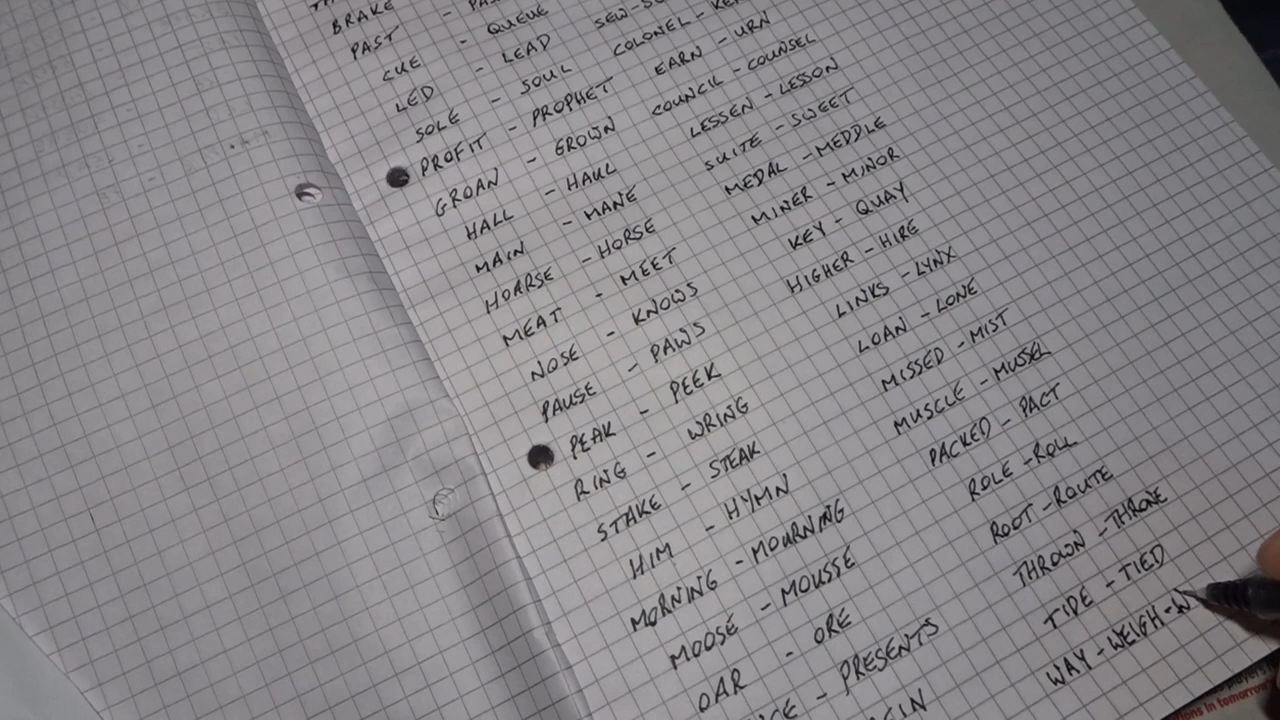 BRAKE
PAST -
CUE - QUEUE
LED - LEAD
SOLE - SOUL
PROFIT - PROPHET
GROAN - GROWN
HALL - HAUL
MAIN - MANE
HOARSE - HORSE
MEAT - MEET
NOSE - KNOWS
PAUSE - PAWS
PEAK - PEEK
RING - WRING
STAKE - STEAK
HIM - HYMN
MORNING - MOURNING
MOOSE - MOUSSE
OAR - ORE
- PRESENTS
SEW -
COLONEL -
EARN - URN
COUNCIL - COUNSEL
LESSEN - LESSON
SUITE - SWEET
MEDAL - MEDDLE
MINER - MINOR
KEY - QUAY
HIGHER - HIRE
LINKS - LYNX
LOAN - LONE
MISSED - MIST
MUSCLE - MUSSEL
PACKED - PACT
ROLE - ROLL
ROOT - ROUTE
THROWN - THRONE
TIDE - TIED
WAY - WEIGH - W
ns in tomorrow